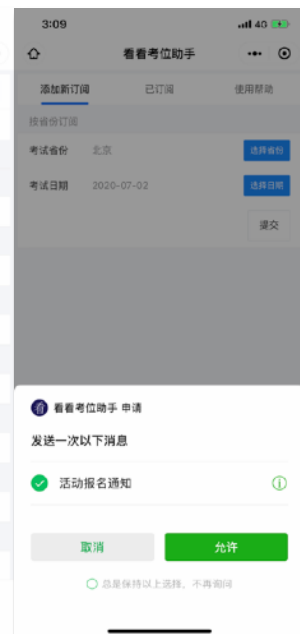 3:09
4G
看看考位助手
添加新订阅 已订阅 使用帮助
按省份订阅
考试省份 北京 选择省份
考试日期 2020-07-02 选择日期
提交
看 看看考位助手 申请
发送一次以下消息
活动报名通知
取消 允许
总是保持以上选择，不再询问